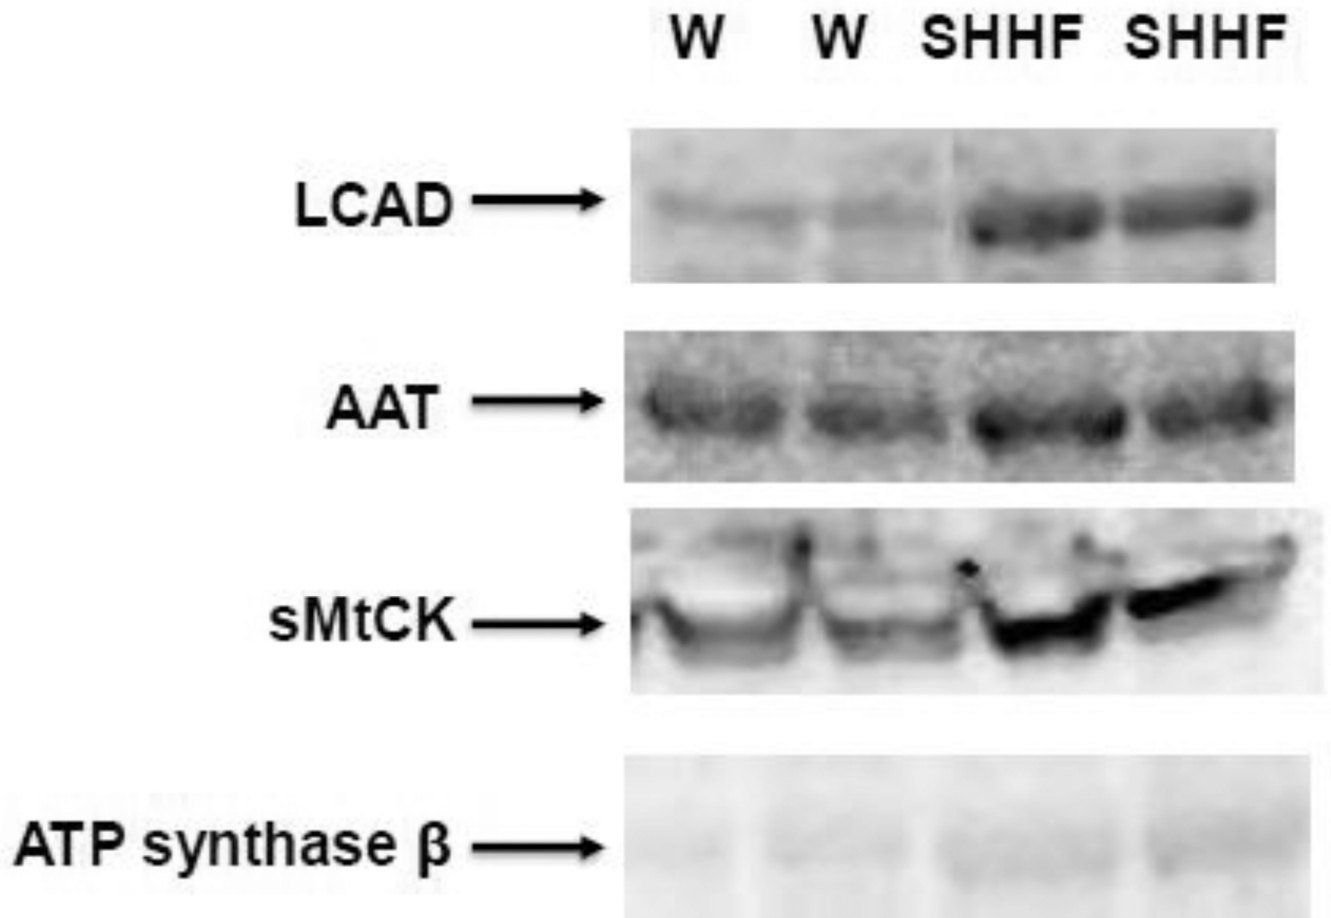 W W SHHF SHHF
LCAD
AAT
sMtCK
ATP synthase β